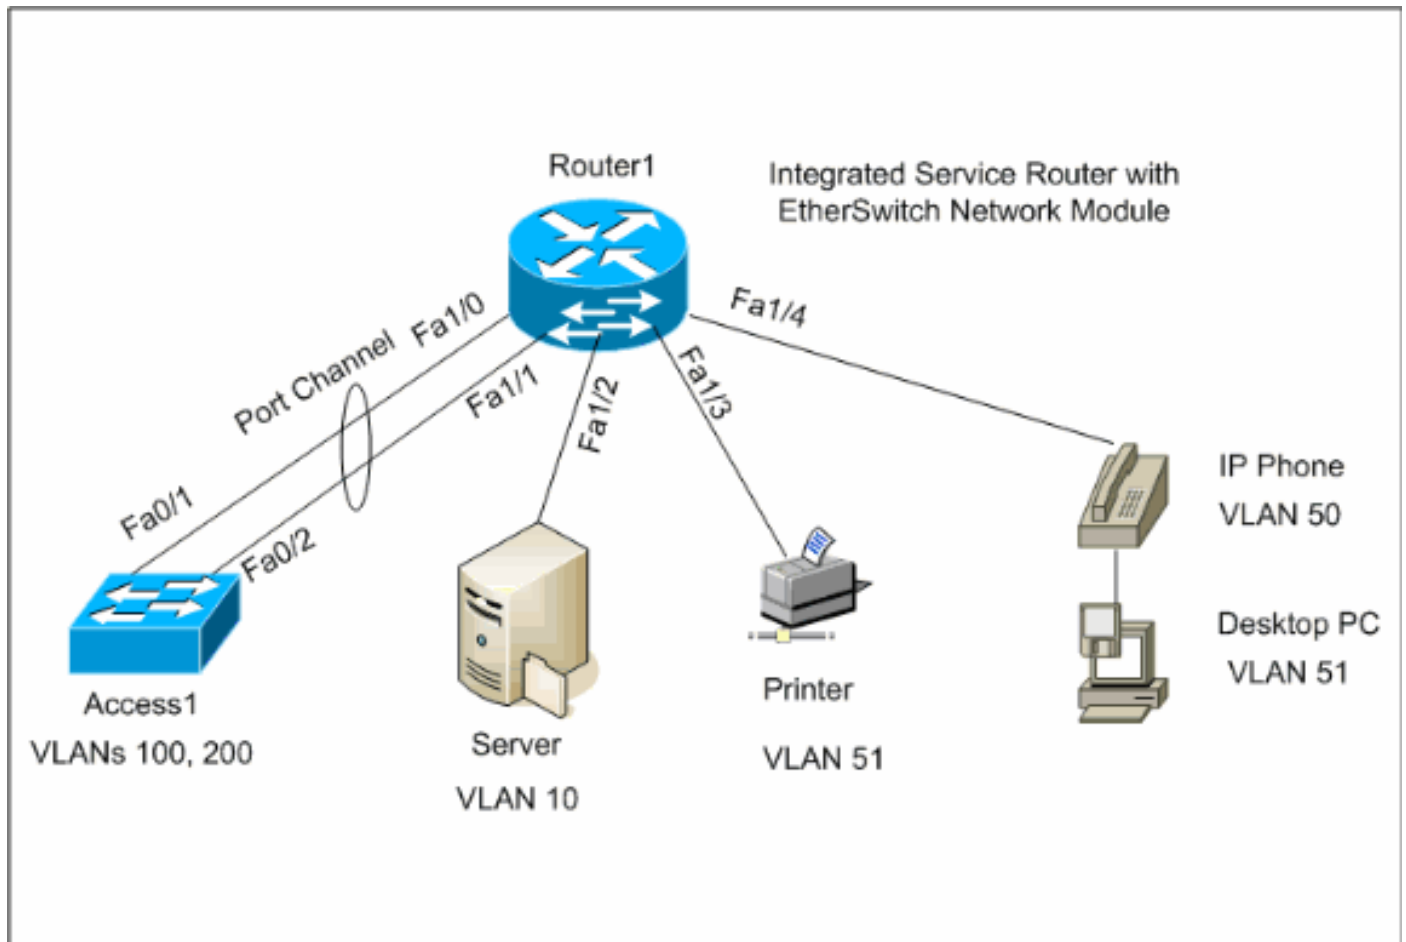 Router1
Integrated Service Router with
EtherSwitch Network Module
Port Channel
Fa1/0
Fa1/1
Fa1/2
Fa1/3
Fa1/4
Fa0/1
Fa0/2
Access1
VLANs 100, 200
Server
VLAN 10
Printer
VLAN 51
IP Phone
VLAN 50
Desktop PC
VLAN 51